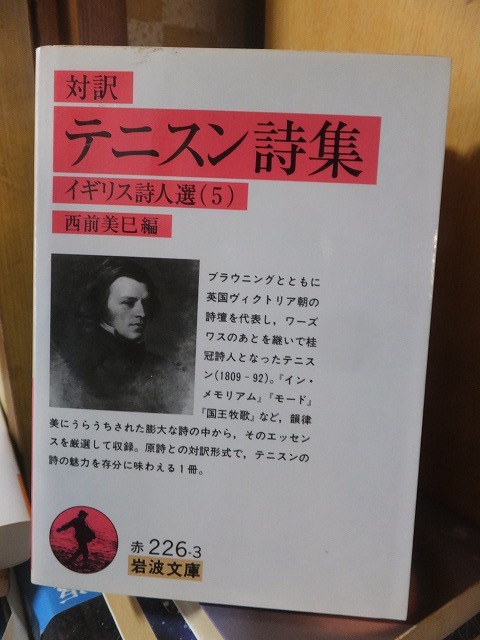 対訳
テニスン詩集
イギリス詩人選(5)
西前美巳編
ブラウニングとともに
英国ヴィクトリア朝の
詩壇を代表し，ワーズ
ワスのあとを継いで桂
冠詩人となったテニス
ン(1809‐92)。『イン・
メモリアム』『モード』
『国王牧歌』など，韻律
美にうらうちされた膨大な詩の中から，そのエッセン
スを厳選して収録。原詩との対訳形式で，テニスンの
詩の魅力を存分に味わえる1冊。
赤 226-3
岩波文庫